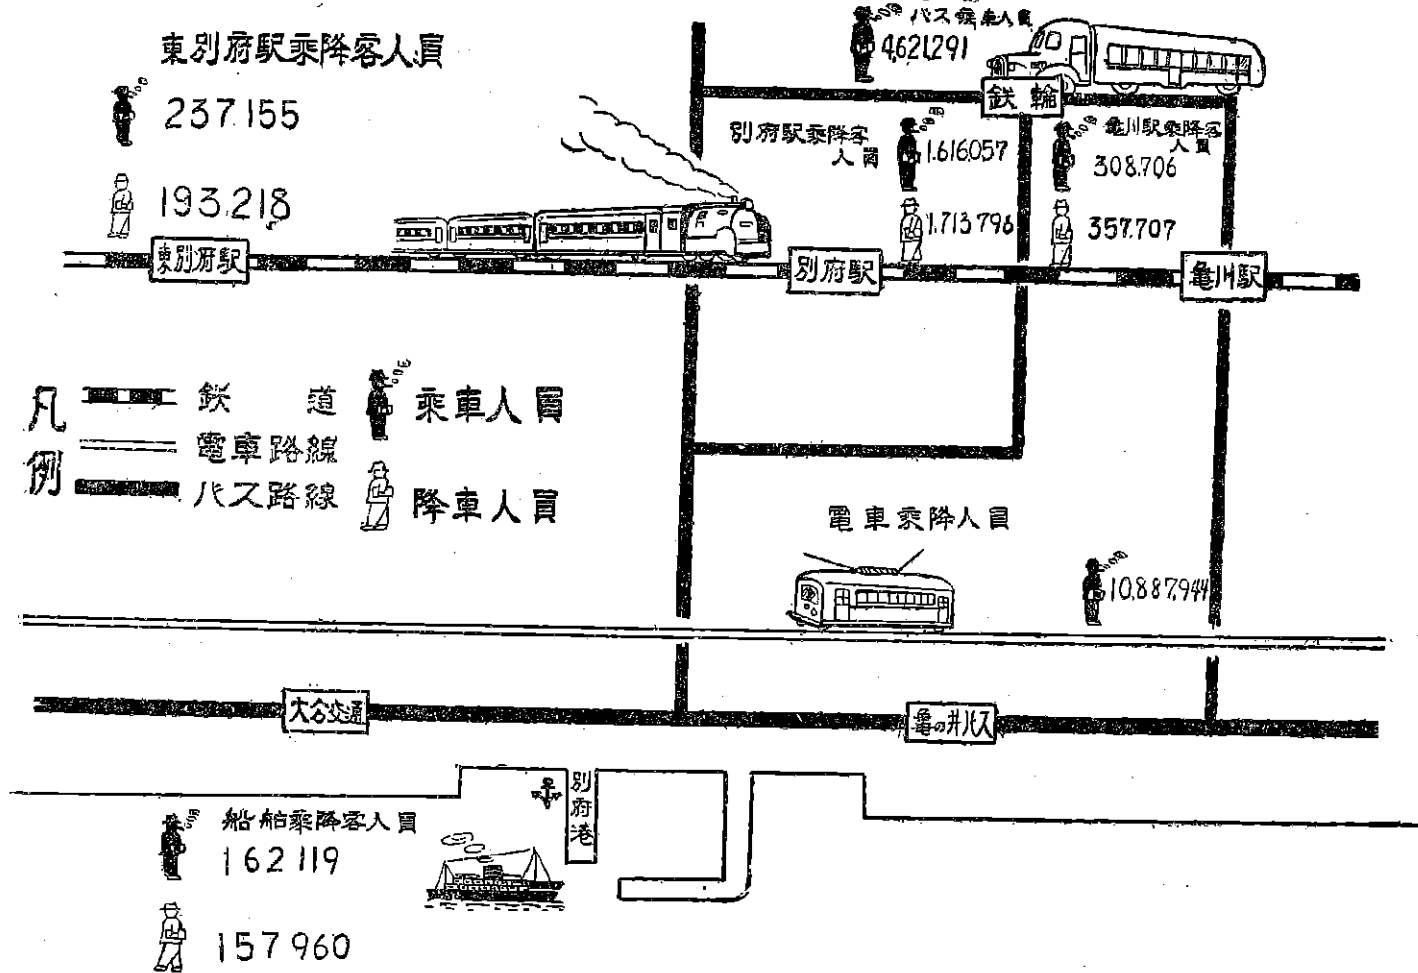 バス乗車人員
4,621,291
東別府駅乗降客人員
237.155
193.218
鉄輪
別府駅乗降客
人員
1.616.057
1.713.796
亀川駅乗降客
人員
308.706
357.707
東別府駅
別府駅
亀川駅
凡例
鉄道
電車路線
バス路線
乗車人員
降車人員
電車乗降人員
10.887.944
大分交通
亀の井バス
別府港
船舶乗降客人員
162119
157960